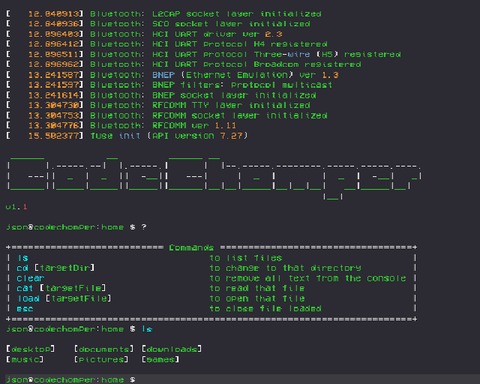 [   12.840913] Bluetooth: L2CAP socket layer initialized
[   12.840936] Bluetooth: SCO socket layer initialized
[   12.896403] Bluetooth: HCI UART driver ver 2.3
[   12.896412] Bluetooth: HCI UART Protocol H4 registered
[   12.896511] Bluetooth: HCI UART Protocol Three-wire (H5) registered
[   12.896962] Bluetooth: HCI UART Protocol Broadcom registered
[   13.241587] Bluetooth: BNEP (Ethernet Emulation) ver 1.3
[   13.241597] Bluetooth: BNEP filters: Protocol multicast
[   13.241614] Bluetooth: BNEP socket layer initialized
[   13.304730] Bluetooth: RFCOMM TTY layer initialized
[   13.304753] Bluetooth: RFCOMM socket layer initialized
[   13.304776] Bluetooth: RFCOMM ver 1.11
[   15.502377] fuse init (API version 7.27)
CodeChomper
v1.1
json@codechomper:home $ ?
Commands
ls to list files
cd [targetDir] to change to that directory
clear to remove all text from the console
cat [targetFile] to read that file
load [targetFile] to open that file
esc to close file loaded
json@codechomper:home $ ls
[desktop] [documents] [downloads]
[music] [pictures] [games]
json@codechomper:home $